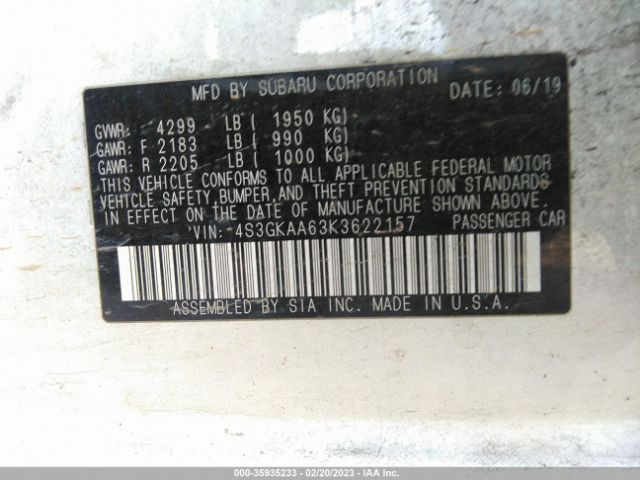 MFD BY SUBARU CORPORATION DATE: 06/19
GVWR: 4299 LB ( 1950 KG)
GAWR: F 2183 LB ( 990 KG)
GAWR: R 2205 LB ( 1000 KG)
THIS VEHICLE CONFORMS TO ALL APPLICABLE FEDERAL MOTOR
VEHICLE SAFETY, BUMPER, AND THEFT PREVENTION STANDARDS
IN EFFECT ON THE DATE OF MANUFACTURE SHOWN ABOVE.
VIN: 4S3GKAA63K3622157 PASSENGER CAR
ASSEMBLED BY SIA INC. MADE IN U.S.A.
000-35935233 - 02/20/2023 - IAA Inc.